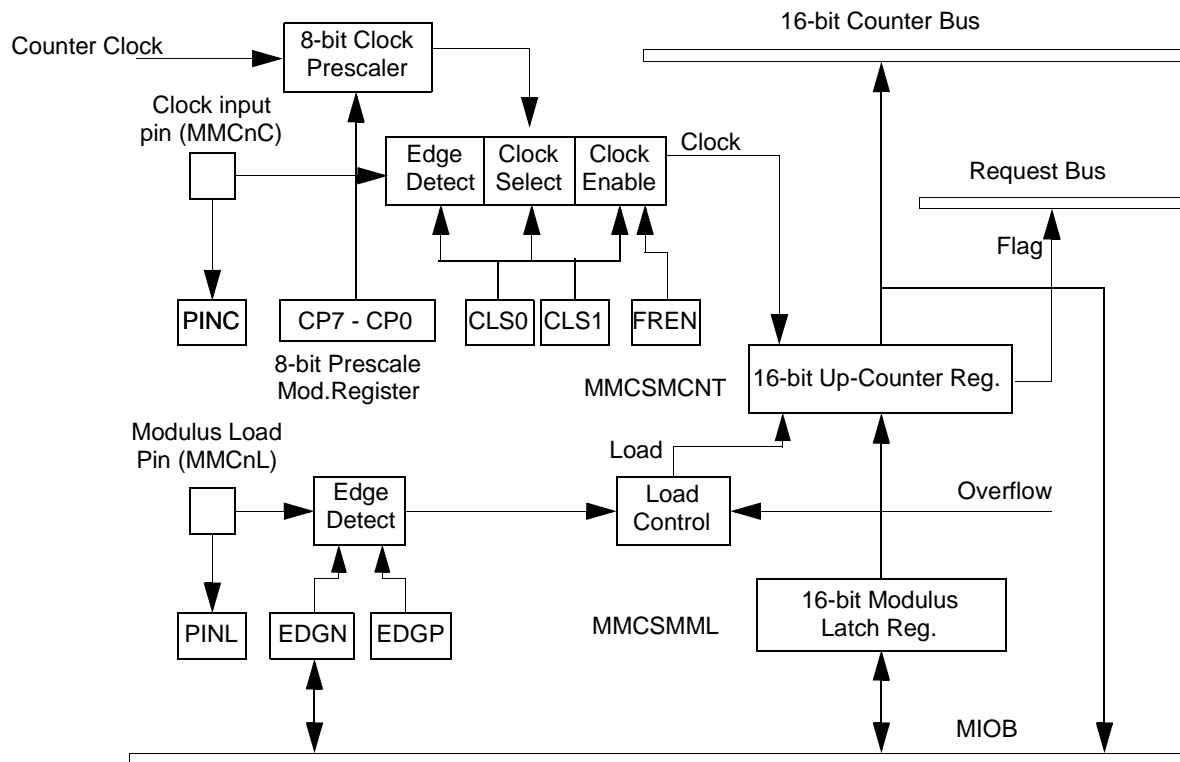 16-bit Counter Bus
Counter Clock
8-bit Clock
Prescaler
Clock input
pin (MMCnC)
Edge
Detect
Clock
Select
Clock
Enable
Clock
Request Bus
Flag
PINC
CP7 - CP0
CLS0
CLS1
FREN
8-bit Prescale
Mod.Register
MMCSMCNT
16-bit Up-Counter Reg.
Modulus Load
Pin (MMCnL)
Load
Edge
Detect
Load
Control
Overflow
PINL
EDGN
EDGP
MMCSMML
16-bit Modulus
Latch Reg.
MIOB